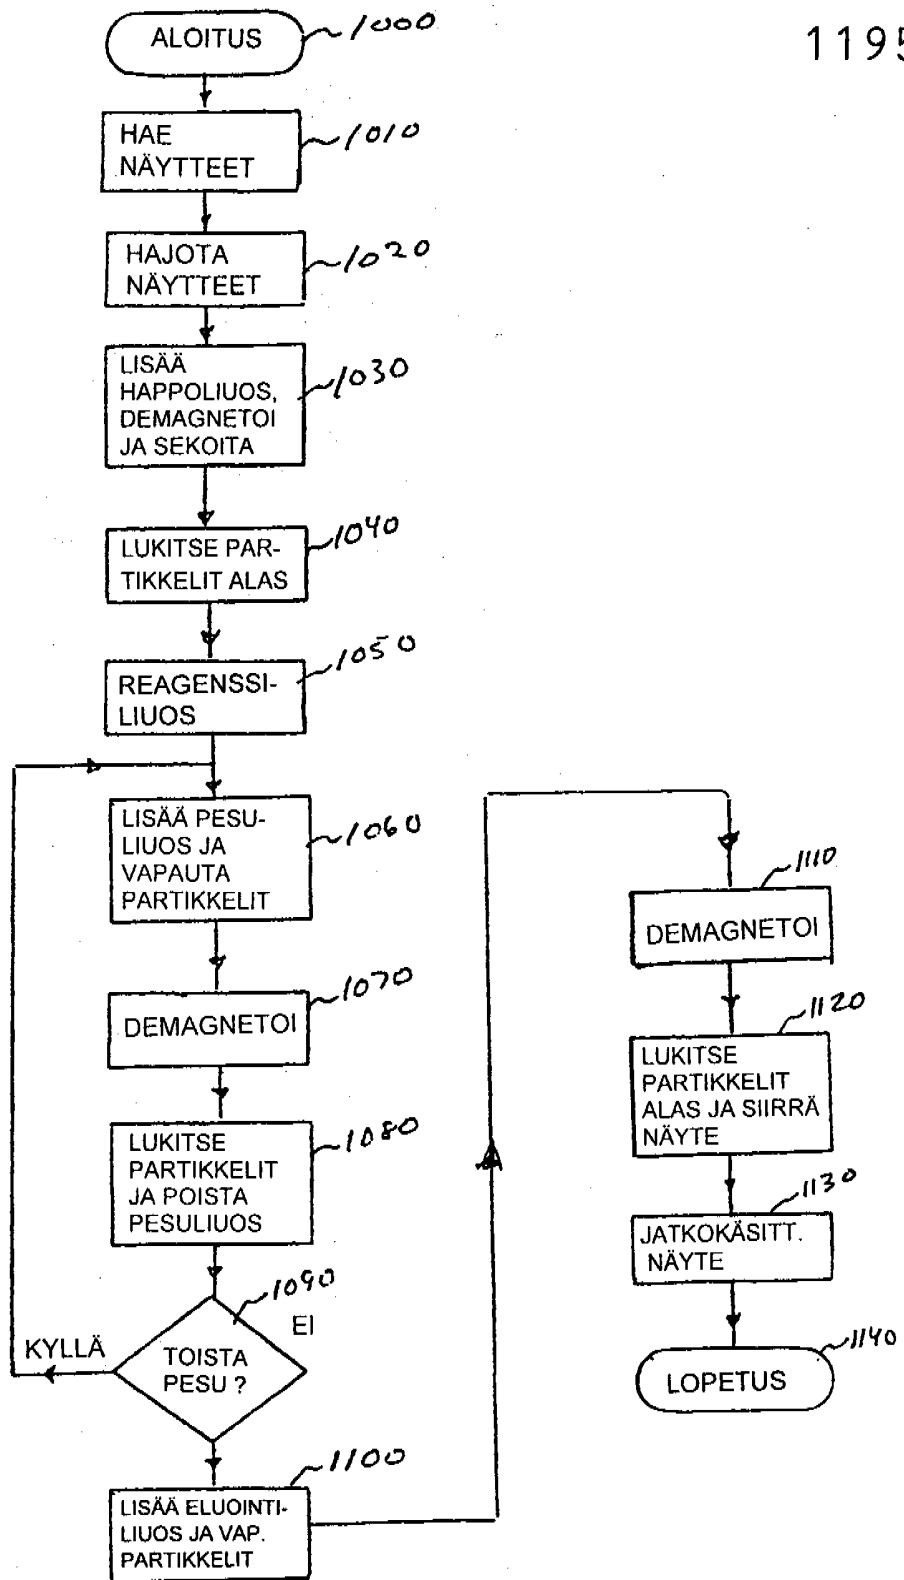 1195
ALOITUS
1000
HAE
NÄYTTEET
1010
HAJOTA
NÄYTTEET
1020
LISÄÄ
HAPPOLIUOS,
DEMAGNETOI
JA SEKOITA
1030
LUKITSE PAR-
TIKKELIT ALAS
1040
REAGENSSI-
LIUOS
1050
LISÄÄ PESU-
LIUOS JA
VAPAUTA
PARTIKKELIT
1060
DEMAGNETOI
1070
LUKITSE
PARTIKKELIT
JA POISTA
PESULIUOS
1080
TOISTA
PESU ?
1090
KYLLÄ
EI
LISÄÄ ELUOINTI-
LIUOS JA VAP.
PARTIKKELIT
1100
DEMAGNETOI
1110
LUKITSE
PARTIKKELIT
ALAS JA SIIRRÄ
NÄYTE
1120
JATKOKÄSITT.
NÄYTE
1130
LOPETUS
1140